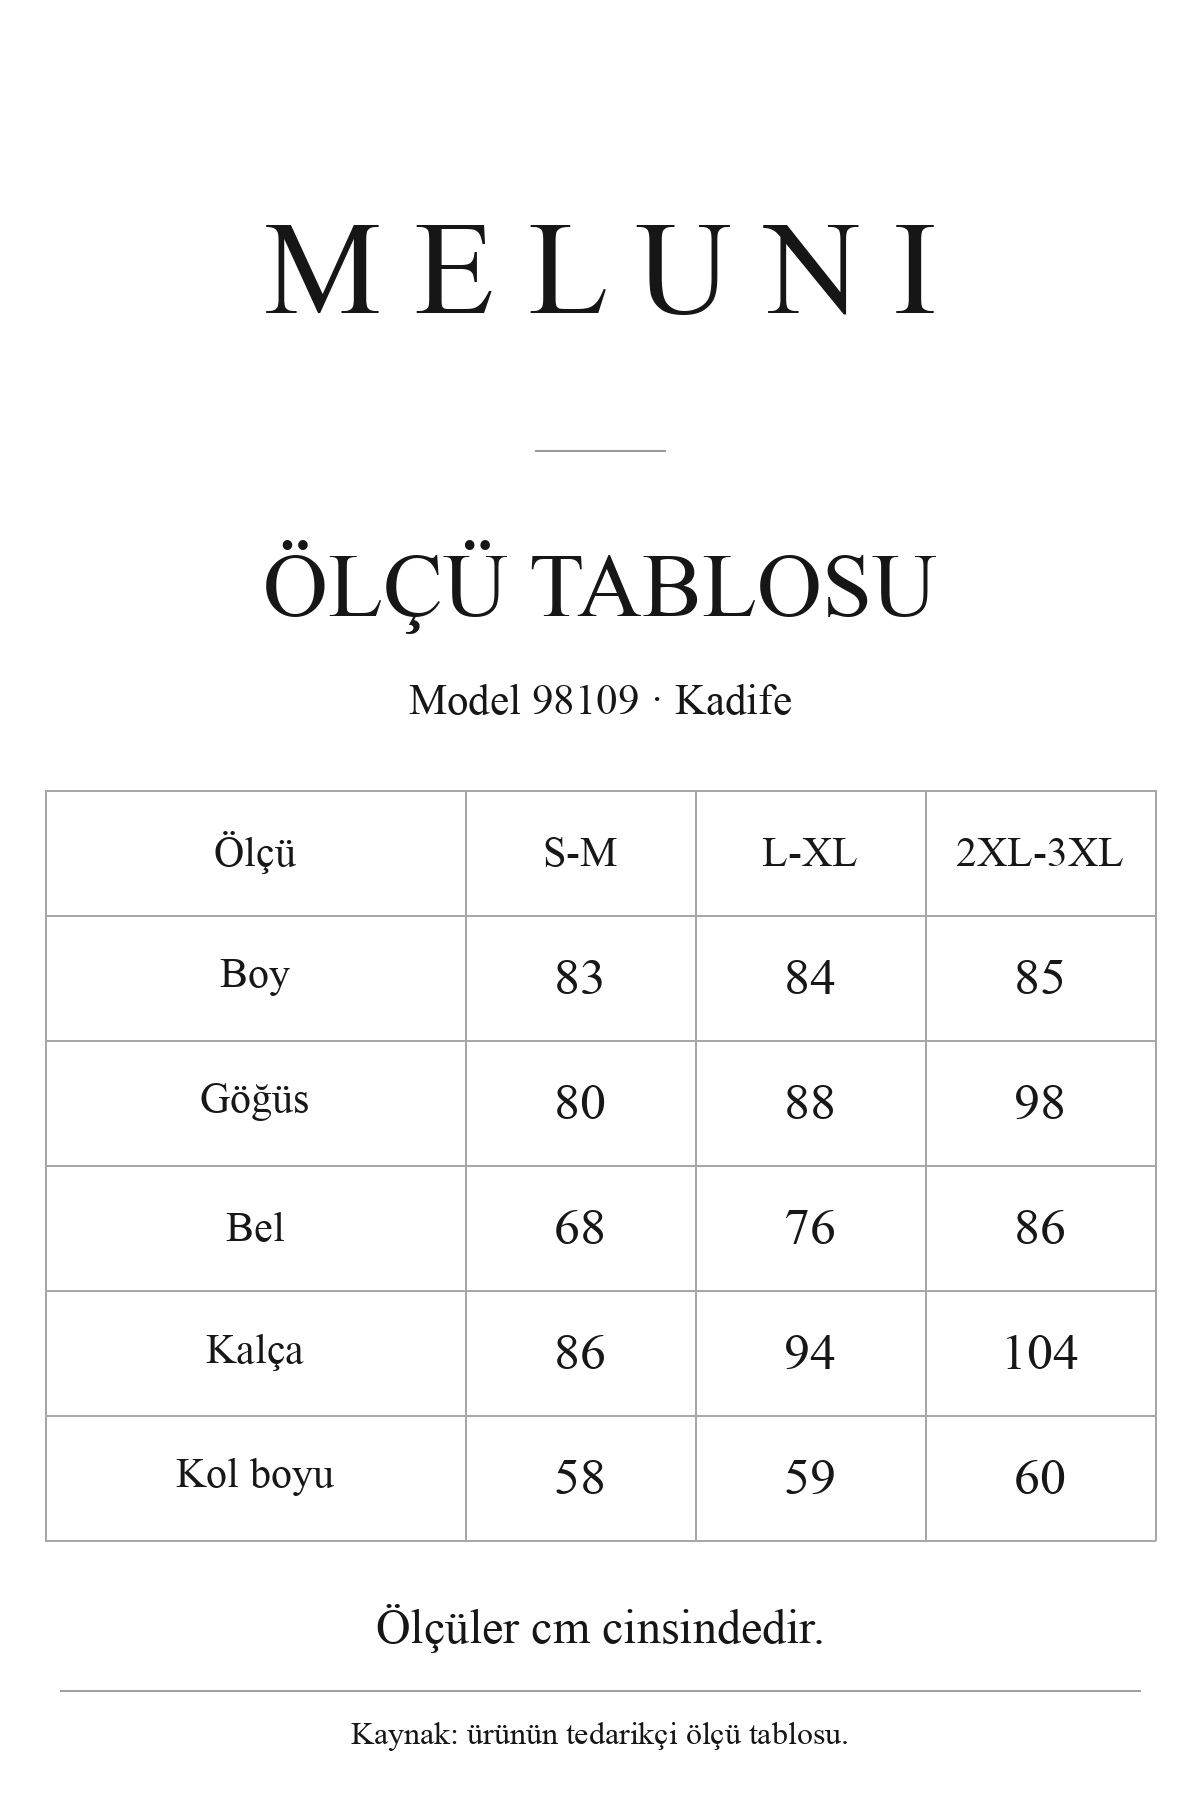 MELUNI
ÖLÇÜ TABLOSU
Model 98109 · Kadife
Ölçü S-M L-XL 2XL-3XL
Boy 83 84 85
Göğüs 80 88 98
Bel 68 76 86
Kalça 86 94 104
Kol boyu 58 59 60
Ölçüler cm cinsindedir.
Kaynak: ürünün tedarikçi ölçü tablosu.